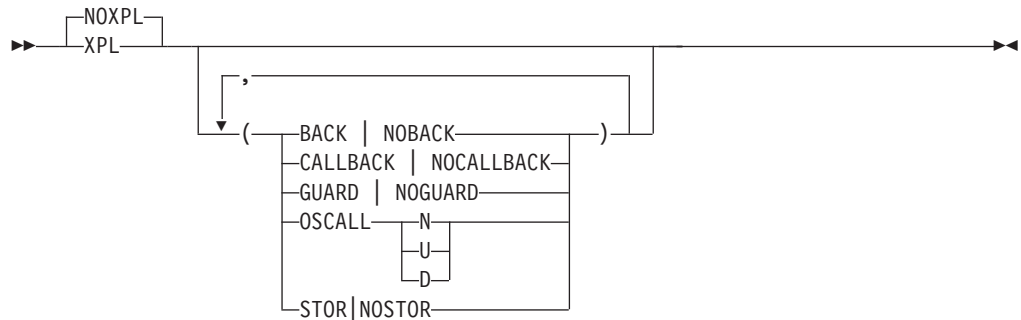 NOXPL
XPL
,
( BACK | NOBACK )
CALLBACK | NOCALLBACK
GUARD | NOGUARD
OSCALL N
U
D
STOR|NOSTOR